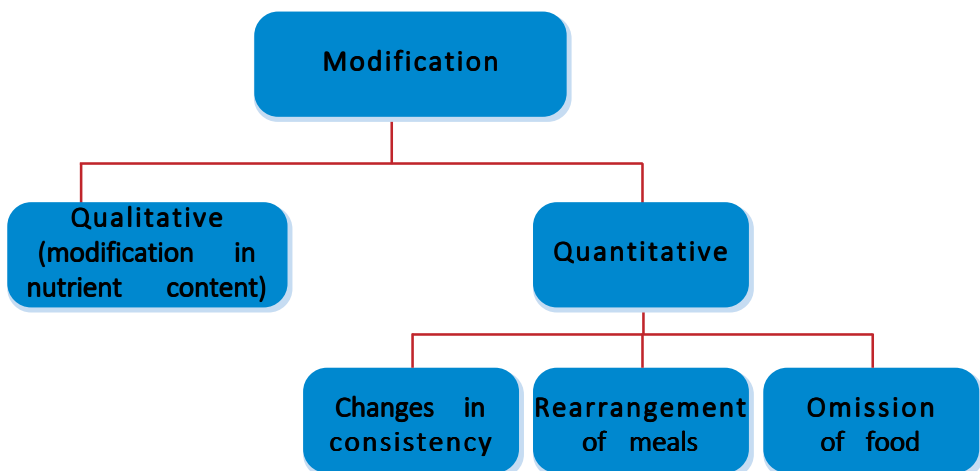 Modification
Qualitative
(modification in
nutrient content)
Quantitative
Changes in
consistency
Rearrangement
of meals
Omission
of food